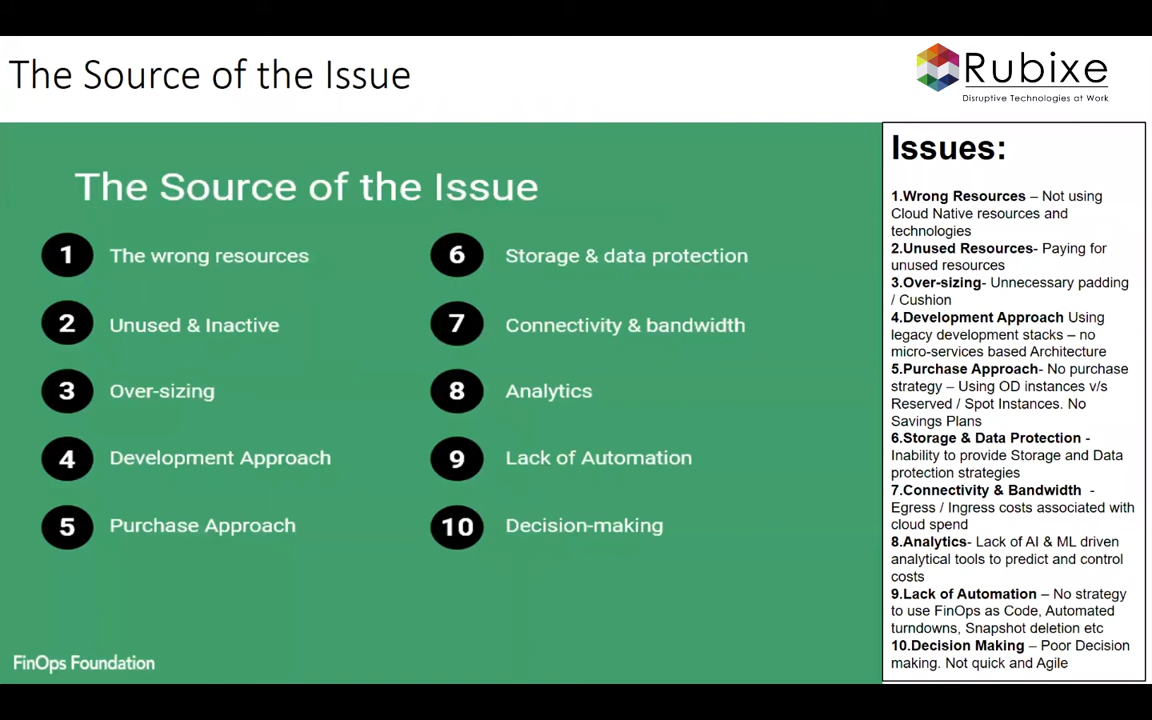 The Source of the Issue
Rubixe
Disruptive Technologies at Work
The Source of the Issue
1 The wrong resources
2 Unused & Inactive
3 Over-sizing
4 Development Approach
5 Purchase Approach
6 Storage & data protection
7 Connectivity & bandwidth
8 Analytics
9 Lack of Automation
10 Decision-making
FinOps Foundation
Issues:
1.Wrong Resources – Not using
Cloud Native resources and
technologies
2.Unused Resources- Paying for
unused resources
3.Over-sizing- Unnecessary padding
/ Cushion
4.Development Approach Using
legacy development stacks – no
micro-services based Architecture
5.Purchase Approach- No purchase
strategy – Using OD instances v/s
Reserved / Spot Instances. No
Savings Plans
6.Storage & Data Protection -
Inability to provide Storage and Data
protection strategies
7.Connectivity & Bandwidth -
Egress / Ingress costs associated with
cloud spend
8.Analytics- Lack of AI & ML driven
analytical tools to predict and control
costs
9.Lack of Automation – No strategy
to use FinOps as Code, Automated
turndowns, Snapshot deletion etc
10.Decision Making – Poor Decision
making. Not quick and Agile